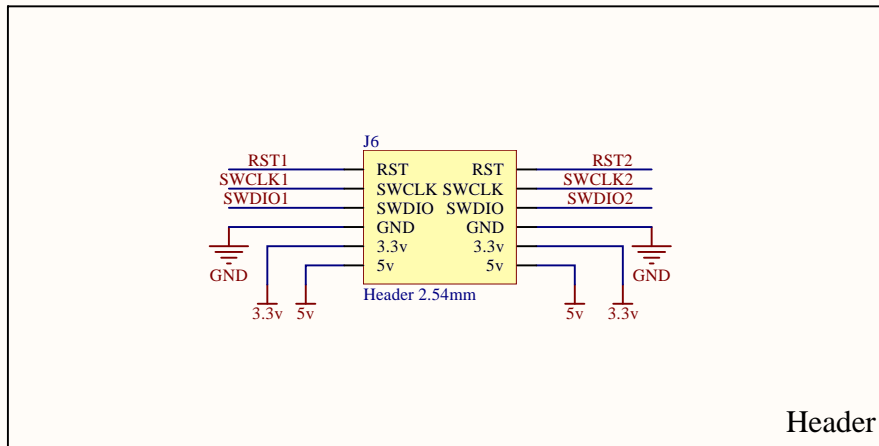 J6
RST1 RST RST RST2
SWCLK1 SWCLK SWCLK SWCLK2
SWDIO1 SWDIO SWDIO SWDIO2
GND GND
3.3v 3.3v
GND 5v 5v GND
Header 2.54mm
3.3v 5v 5v 3.3v
Header